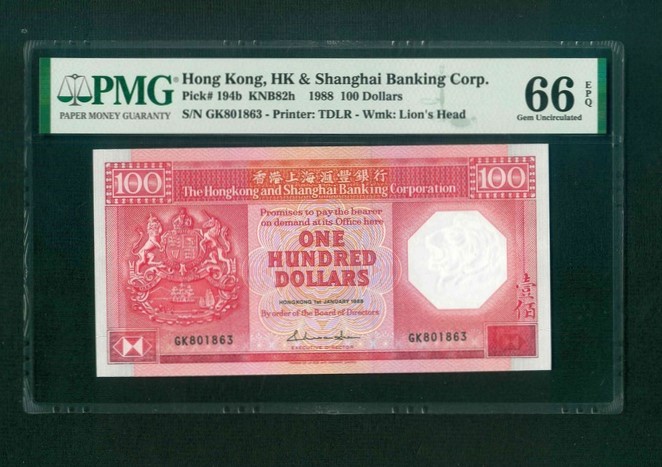 PMG
PAPER MONEY GUARANTY
Hong Kong, HK & Shanghai Banking Corp.
Pick# 194b KNB82h 1988 100 Dollars
S/N GK801863 - Printer: TDLR - Wmk: Lion's Head
66 EPQ
Gem Uncirculated
100
香港上海滙豐銀行
100
The Hongkong and Shanghai Banking Corporation
Promises to pay the bearer
on demand at its Office here
ONE
HUNDRED
DOLLARS
HONGKONG 1st JANUARY 1988
By order of the Board of Directors
壹佰
GK801863
GK801863
EXECUTIVE DIRECTOR